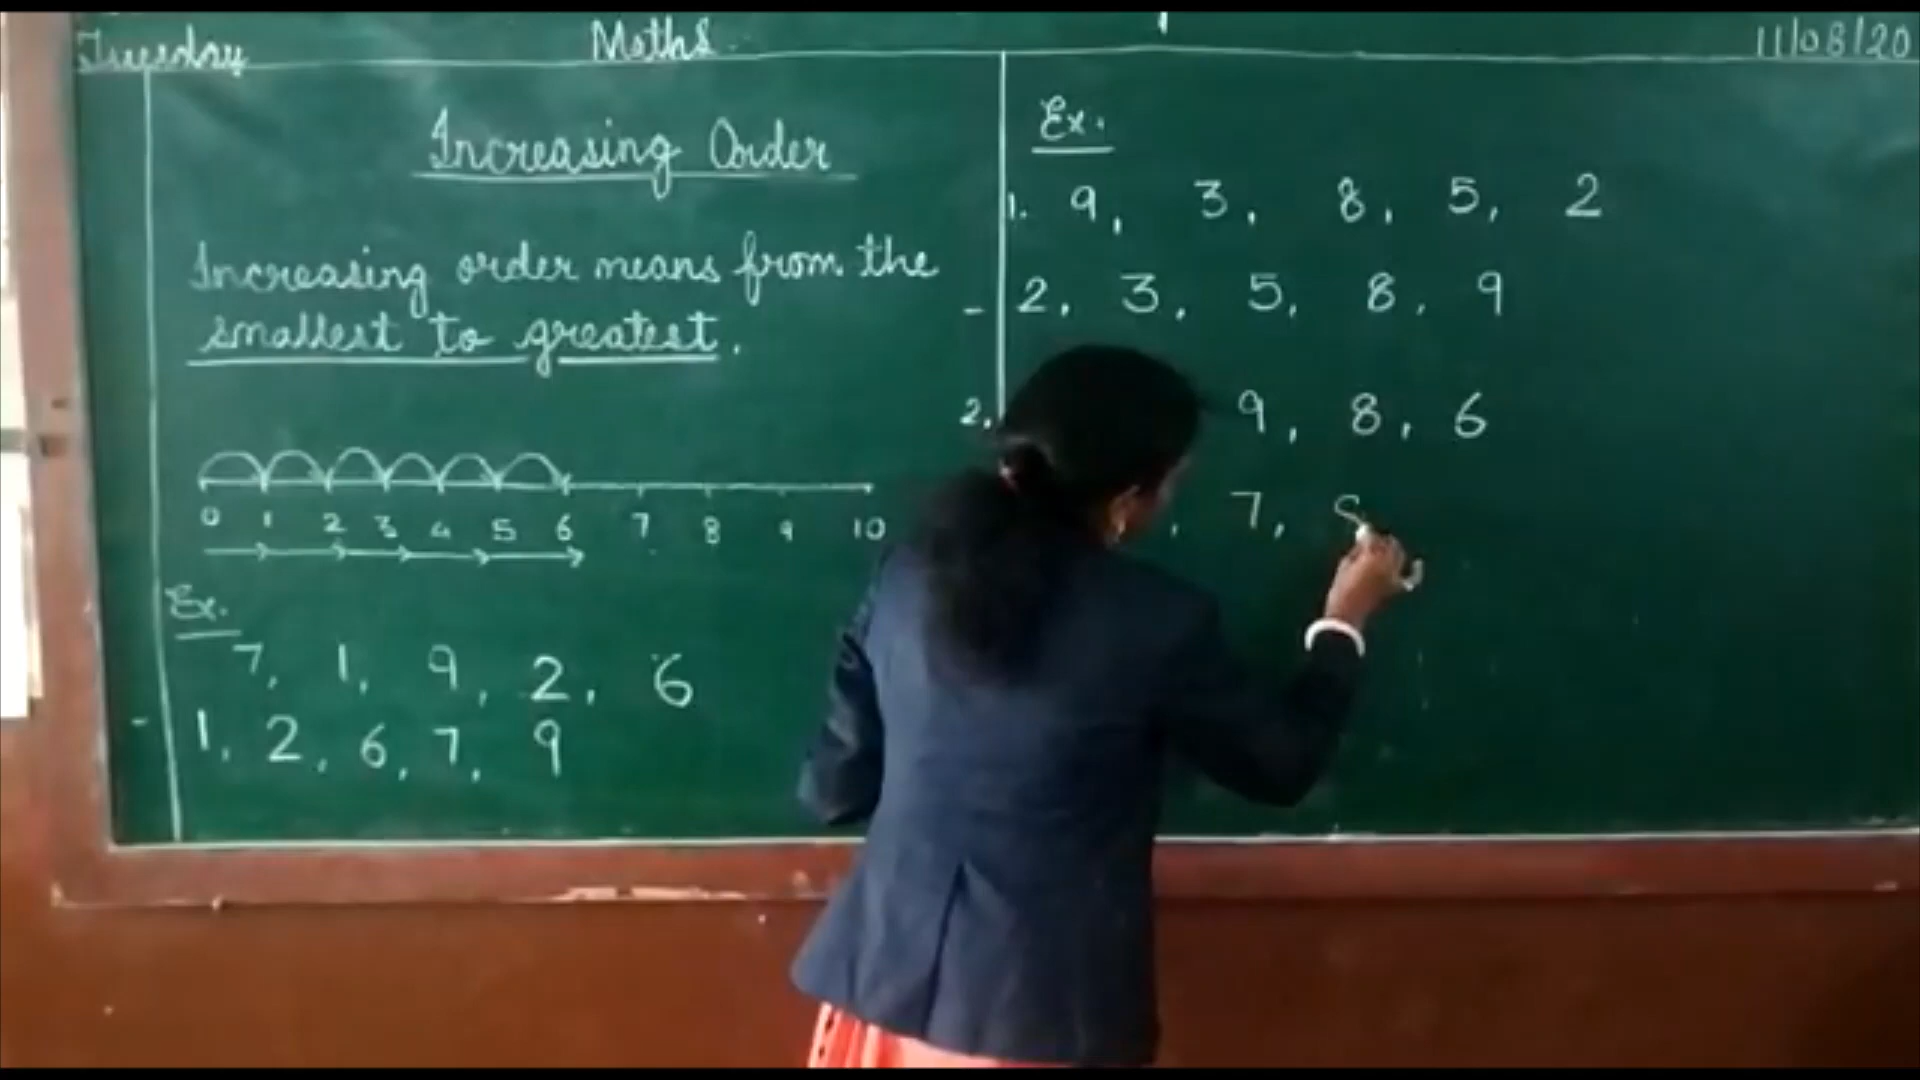 Tuesday Maths 11/08/20
Increasing Order
Increasing order means from the
smallest to greatest.
0 1 2 3 4 5 6 7 8 9 10
Ex.
7, 1, 9, 2, 6
- 1, 2, 6, 7, 9
Ex.
1. 9, 3, 8, 5, 2
- 2, 3, 5, 8, 9
2. 9, 8, 6
, 7,